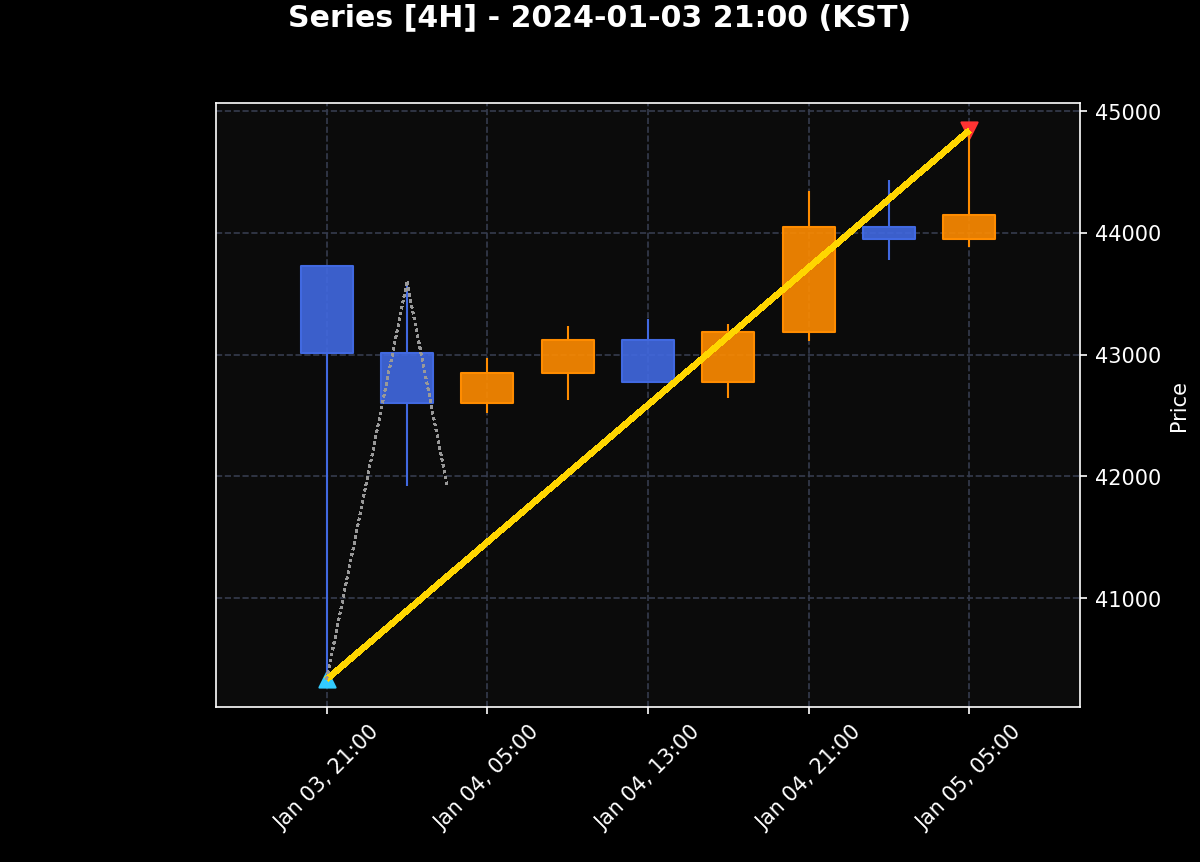 Series [4H] - 2024-01-03 21:00 (KST)
45000
44000
43000
42000
41000
Price
Jan 03, 21:00
Jan 04, 05:00
Jan 04, 13:00
Jan 04, 21:00
Jan 05, 05:00